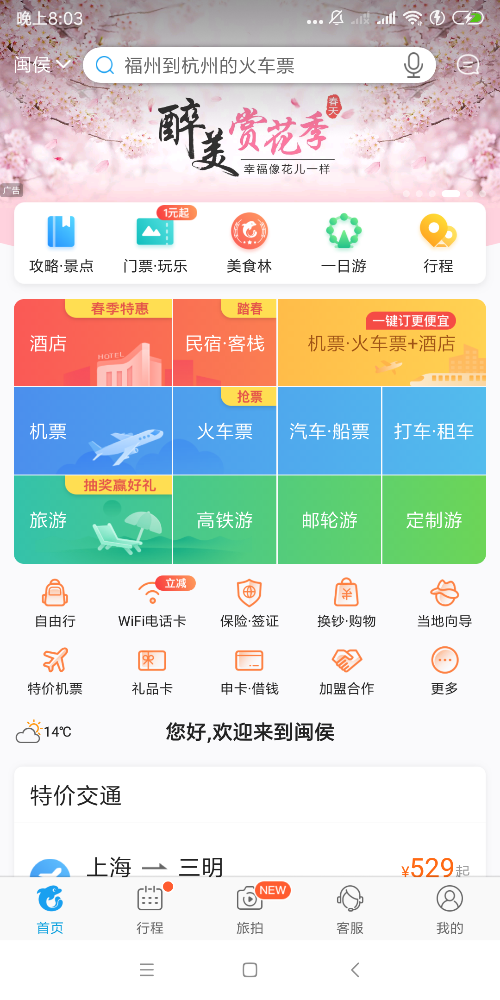 晚上8:03
闽侯
福州到杭州的火车票
春天
醉美赏花季
幸福像花儿一样
广告
1元起
攻略·景点
门票·玩乐
美食林
一日游
行程
春季特惠
踏春
一键订更便宜
酒店
民宿·客栈
机票·火车票+酒店
HOTEL
抢票
机票
火车票
汽车·船票
打车·租车
抽奖赢好礼
旅游
高铁游
邮轮游
定制游
立减
自由行
WiFi电话卡
保险·签证
换钞·购物
当地向导
特价机票
礼品卡
申卡·借钱
加盟合作
更多
14℃
您好,欢迎来到闽侯
特价交通
上海
三明
¥529起
NEW
首页
行程
旅拍
客服
我的